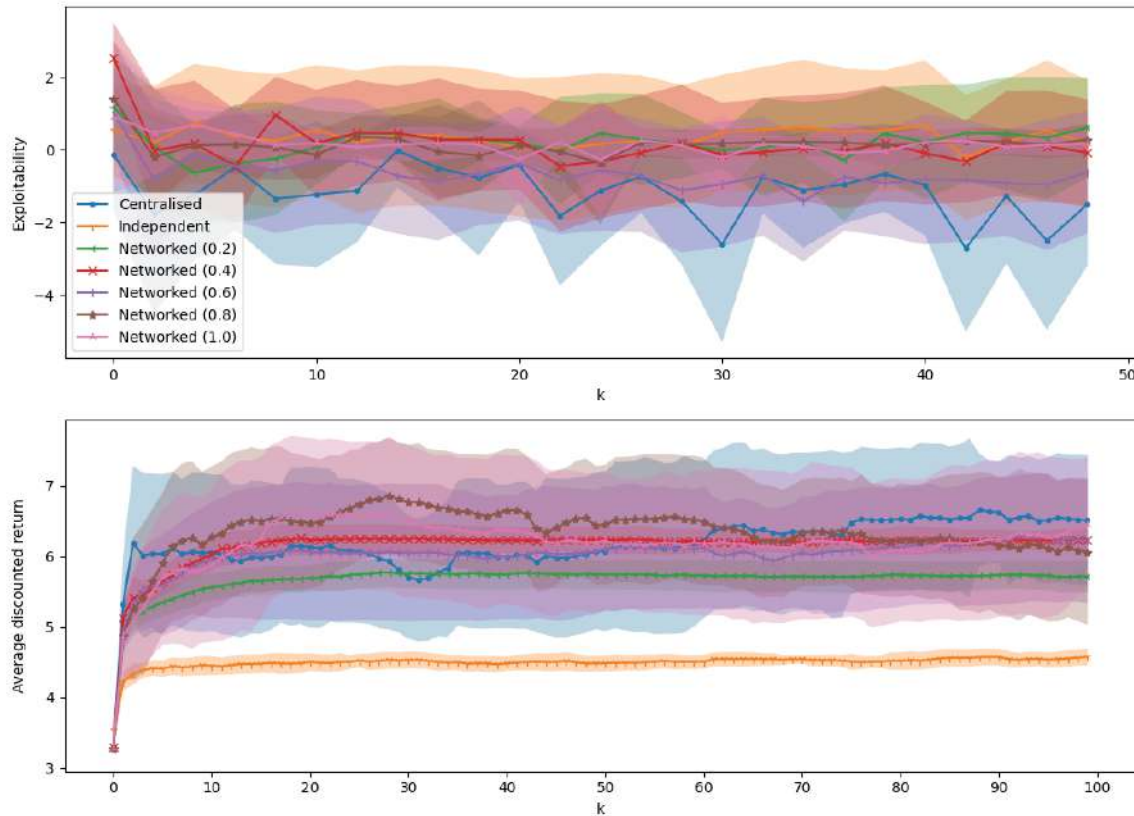 Exploitability
2
0
−2
−4
Centralised
Independent
Networked (0.2)
Networked (0.4)
Networked (0.6)
Networked (0.8)
Networked (1.0)
0 10 20 30 40 50
k
Average discounted return
7
6
5
4
3
0 10 20 30 40 50 60 70 80 90 100
k